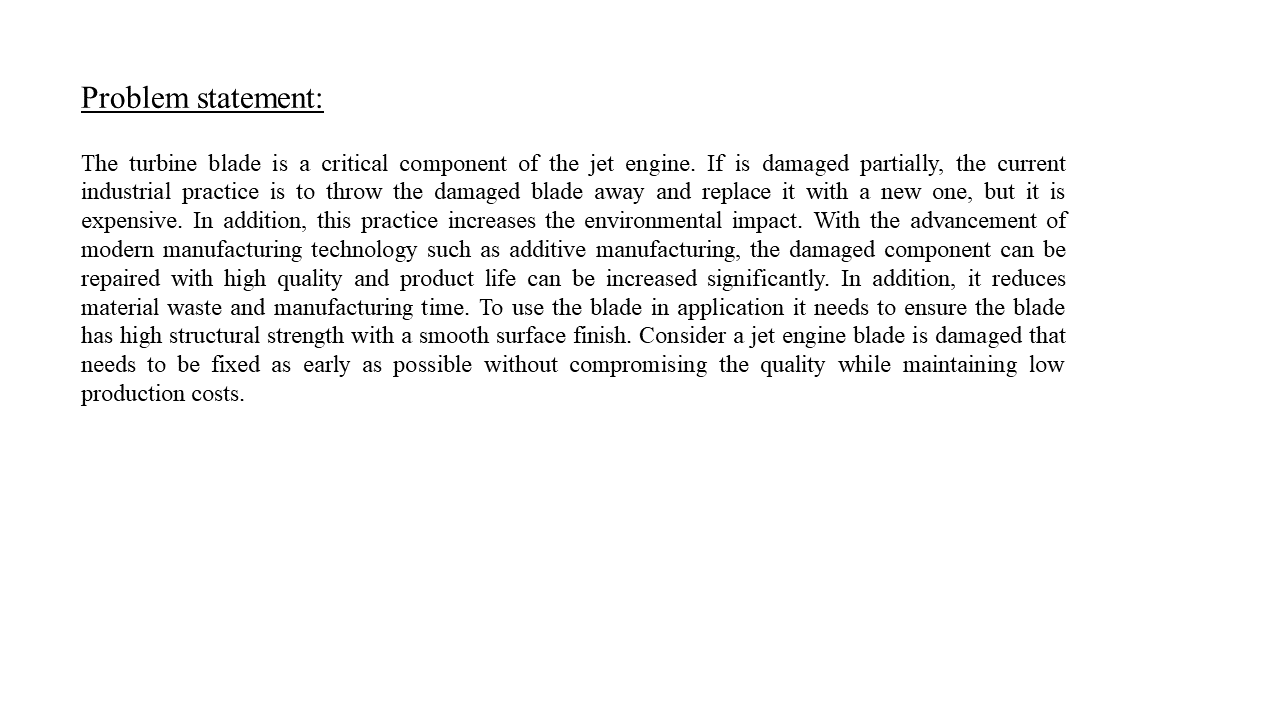 Problem statement:
The turbine blade is a critical component of the jet engine. If is damaged partially, the current
industrial practice is to throw the damaged blade away and replace it with a new one, but it is
expensive. In addition, this practice increases the environmental impact. With the advancement of
modern manufacturing technology such as additive manufacturing, the damaged component can be
repaired with high quality and product life can be increased significantly. In addition, it reduces
material waste and manufacturing time. To use the blade in application it needs to ensure the blade
has high structural strength with a smooth surface finish. Consider a jet engine blade is damaged that
needs to be fixed as early as possible without compromising the quality while maintaining low
production costs.